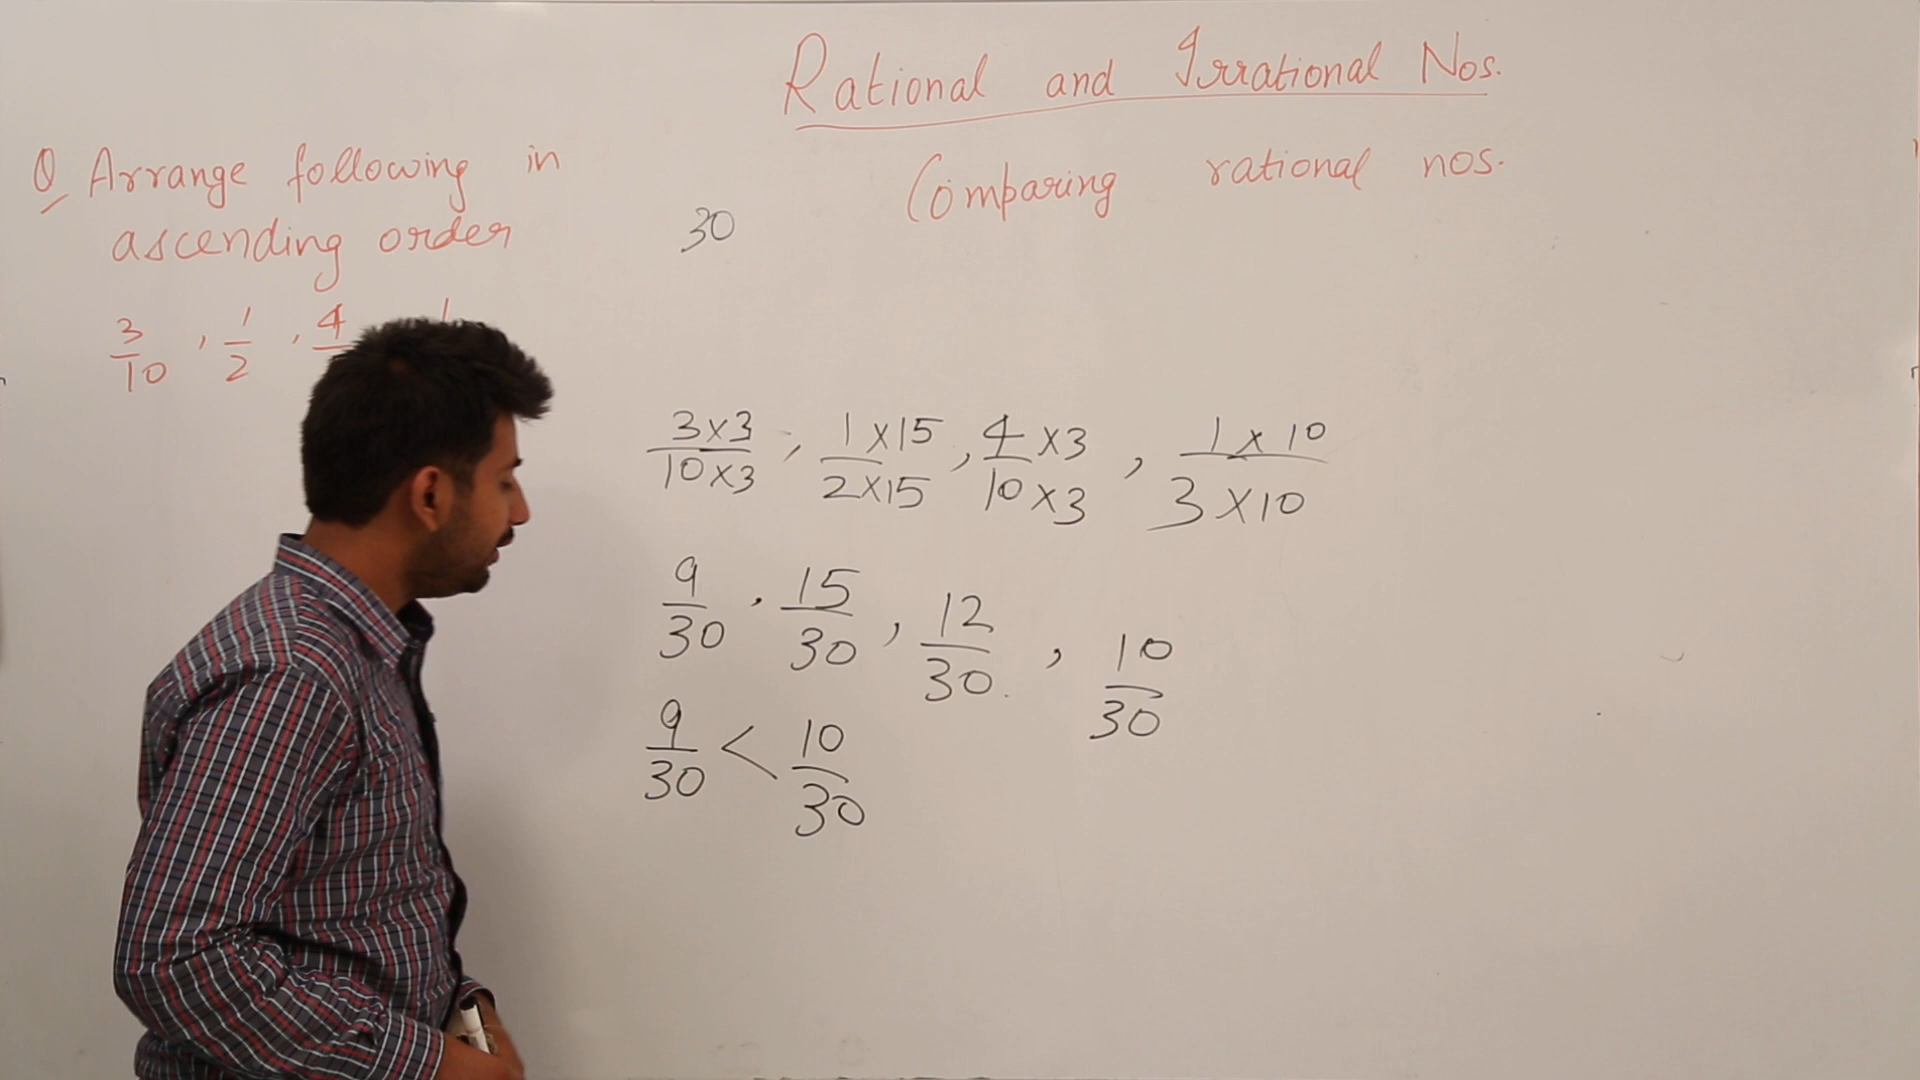 Rational and Irrational Nos.
Comparing rational nos.
Q Arrange following in
ascending order
3/10 , 1/2 , 4
30
3x3/10x3 , 1x15/2x15 , 4x3/10x3 , 1x10/3x10
9/30 , 15/30 , 12/30 , 10/30
9/30 < 10/30